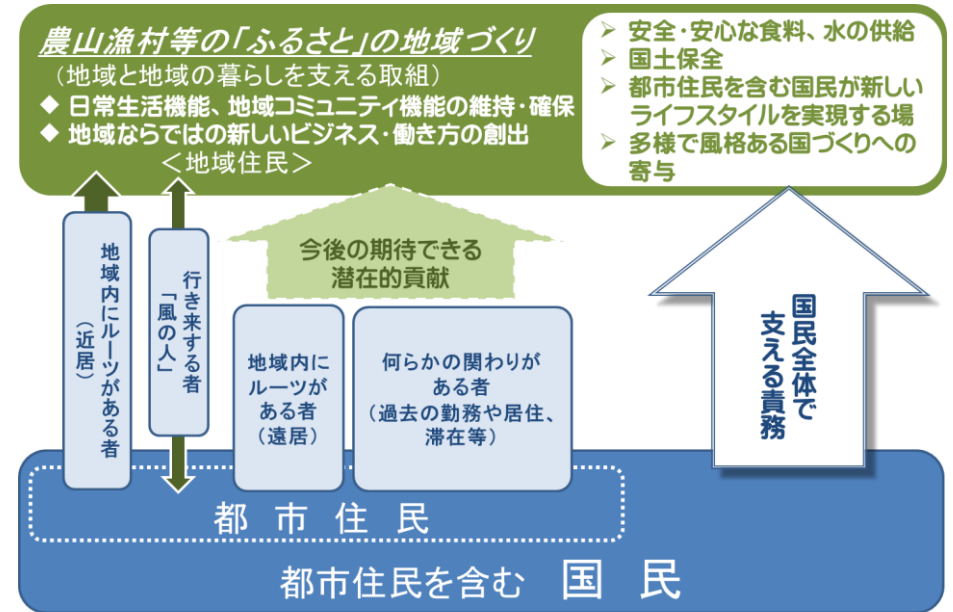 農山漁村等の「ふるさと」の地域づくり
（地域と地域の暮らしを支える取組）
◆ 日常生活機能、地域コミュニティ機能の維持・確保
◆ 地域ならではの新しいビジネス・働き方の創出
＜地域住民＞
➢ 安全・安心な食料、水の供給
➢ 国土保全
➢ 都市住民を含む国民が新しい
ライフスタイルを実現する場
➢ 多様で風格ある国づくりへの
寄与
地域内にルーツがある者
（近居）
行き来する者
「風の人」
今後の期待できる
潜在的貢献
地域内に
ルーツが
ある者
（遠居）
何らかの関わりが
ある者
（過去の勤務や居住、
滞在等）
国民全体で
支える責務
都 市 住 民
都市住民を含む 国 民